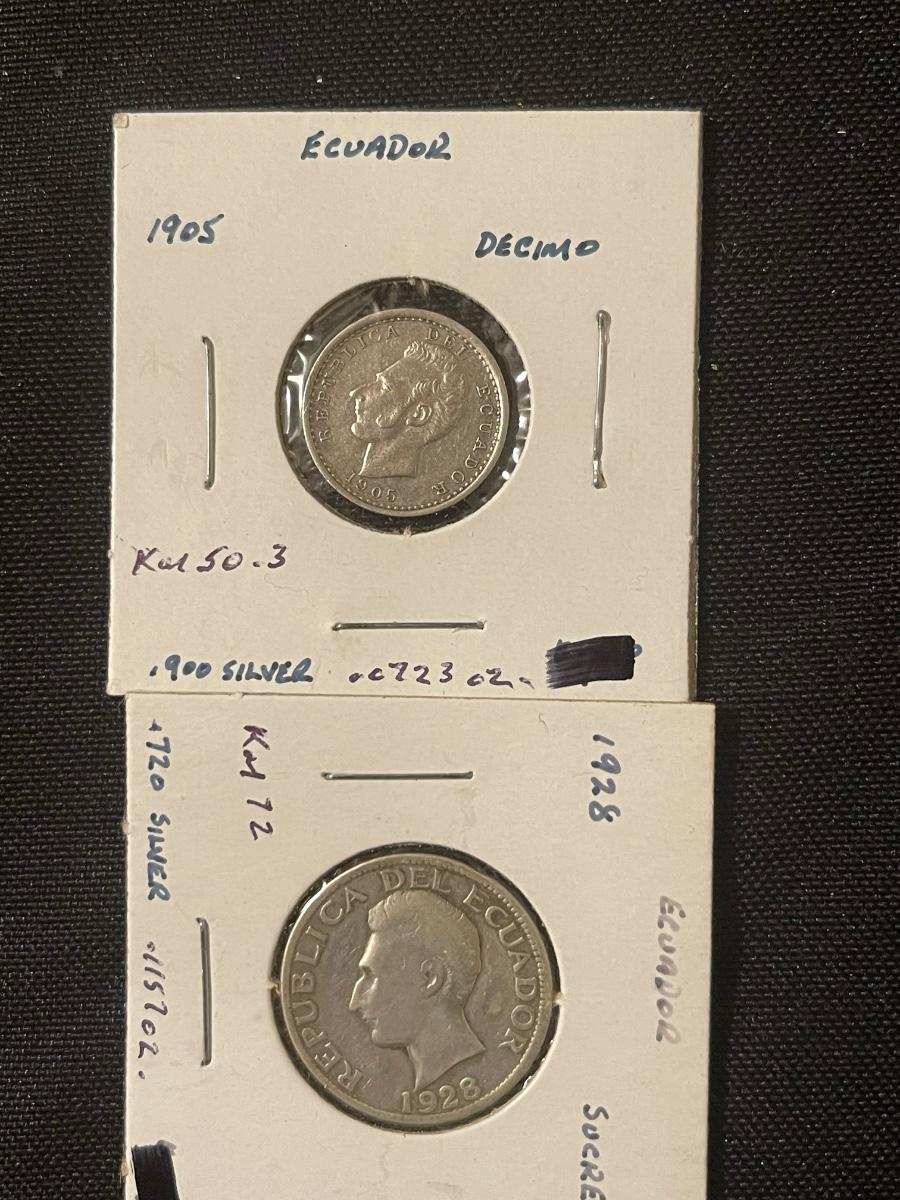 ECUADOR
1905
DECIMO
REPUBLICA DEL ECUADOR
1905
KM 50.3
.900 SILVER .0723 oz.
KM 72
1928
.720 SILVER .1157 oz.
ECUADOR
SUCRE
REPUBLICA DEL ECUADOR
1928